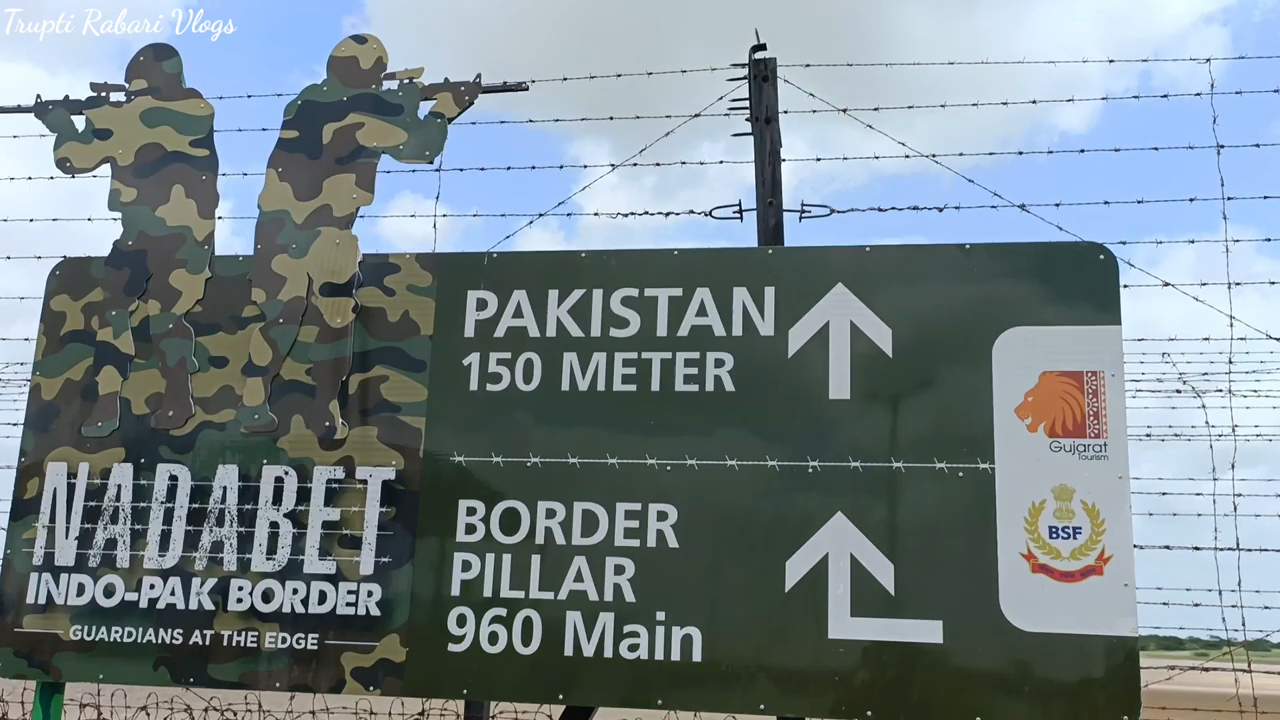 Trupti Rabari Vlogs
PAKISTAN
150 METER
NADABET
INDO-PAK BORDER
GUARDIANS AT THE EDGE
BORDER
PILLAR
960 Main
Gujarat
Tourism
BSF